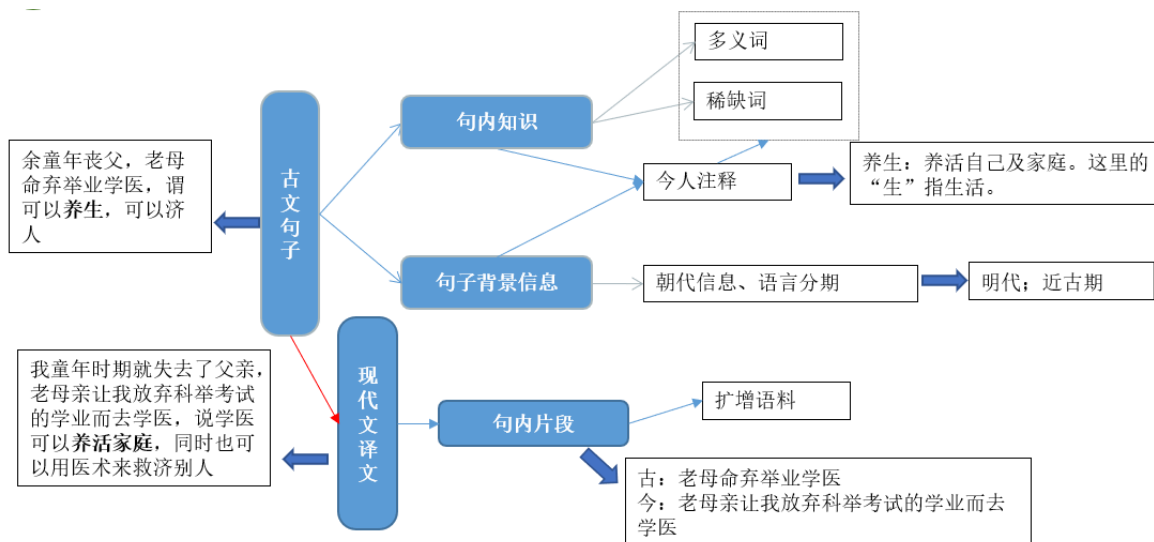 多义词
稀缺词
句内知识
余童年丧父，老母
命弃举业学医，谓
可以养生，可以济
人
古文句子
今人注释
养生：养活自己及家庭。这里的
“生”指生活。
句子背景信息
朝代信息、语言分期
明代；近古期
我童年时期就失去了父亲，
老母亲让我放弃科举考试
的学业而去学医，说学医
可以养活家庭，同时也可
以用医术来救济别人
现代文译文
句内片段
扩增语料
古：老母命弃举业学医
今：老母亲让我放弃科举考试的学业而去
学医